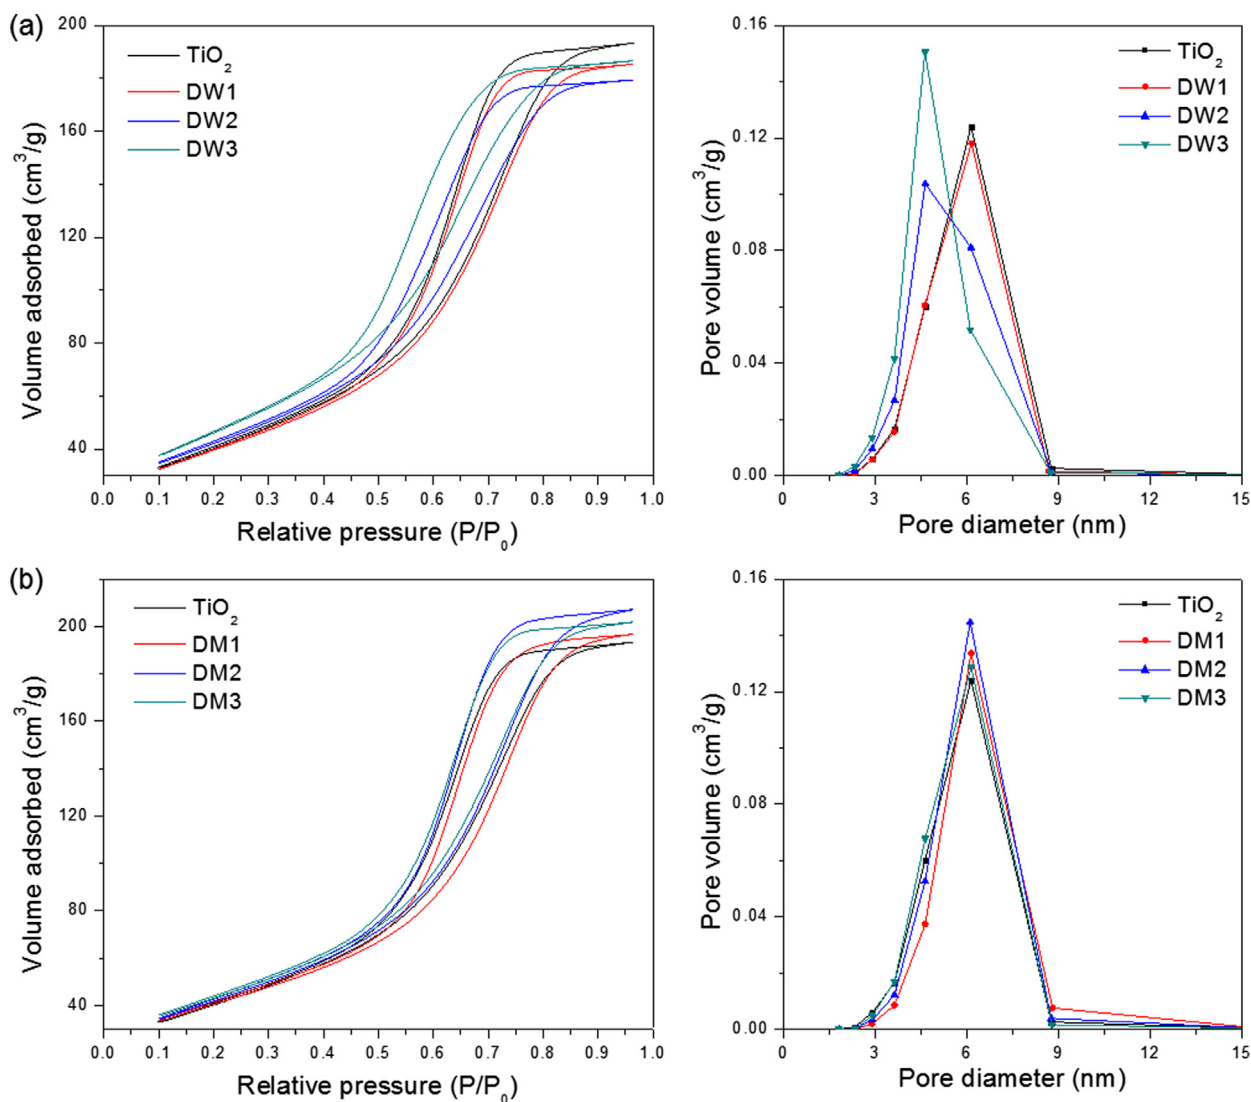 (a)
200
160
120
80
40
Volume adsorbed (cm³/g)
TiO₂
DW1
DW2
DW3
0.0 0.1 0.2 0.3 0.4 0.5 0.6 0.7 0.8 0.9 1.0
Relative pressure (P/P₀)
0.16
0.12
0.08
0.04
0.00
Pore volume (cm³/g)
TiO₂
DW1
DW2
DW3
0 3 6 9 12 15
Pore diameter (nm)
(b)
200
160
120
80
40
Volume adsorbed (cm³/g)
TiO₂
DM1
DM2
DM3
0.0 0.1 0.2 0.3 0.4 0.5 0.6 0.7 0.8 0.9 1.0
Relative pressure (P/P₀)
0.16
0.12
0.08
0.04
0.00
Pore volume (cm³/g)
TiO₂
DM1
DM2
DM3
0 3 6 9 12 15
Pore diameter (nm)